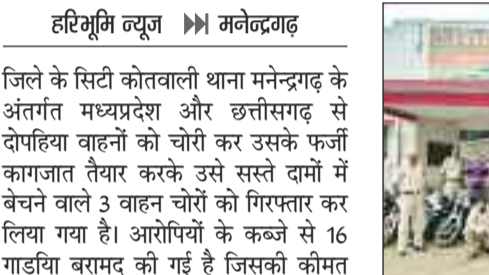 हरिभूमि न्यूज ▶▶| मनेन्द्रगढ़
जिले के सिटी कोतवाली थाना मनेन्द्रगढ़ के
अंतर्गत मध्यप्रदेश और छत्तीसगढ़ से
दोपहिया वाहनों को चोरी कर उसके फर्जी
कागजात तैयार करके उसे सस्ते दामों में
बेचने वाले 3 वाहन चोरों को गिरफ्तार कर
लिया गया है। आरोपियों के कब्जे से 16
गाडिया बरामद की गई है जिसकी कीमत